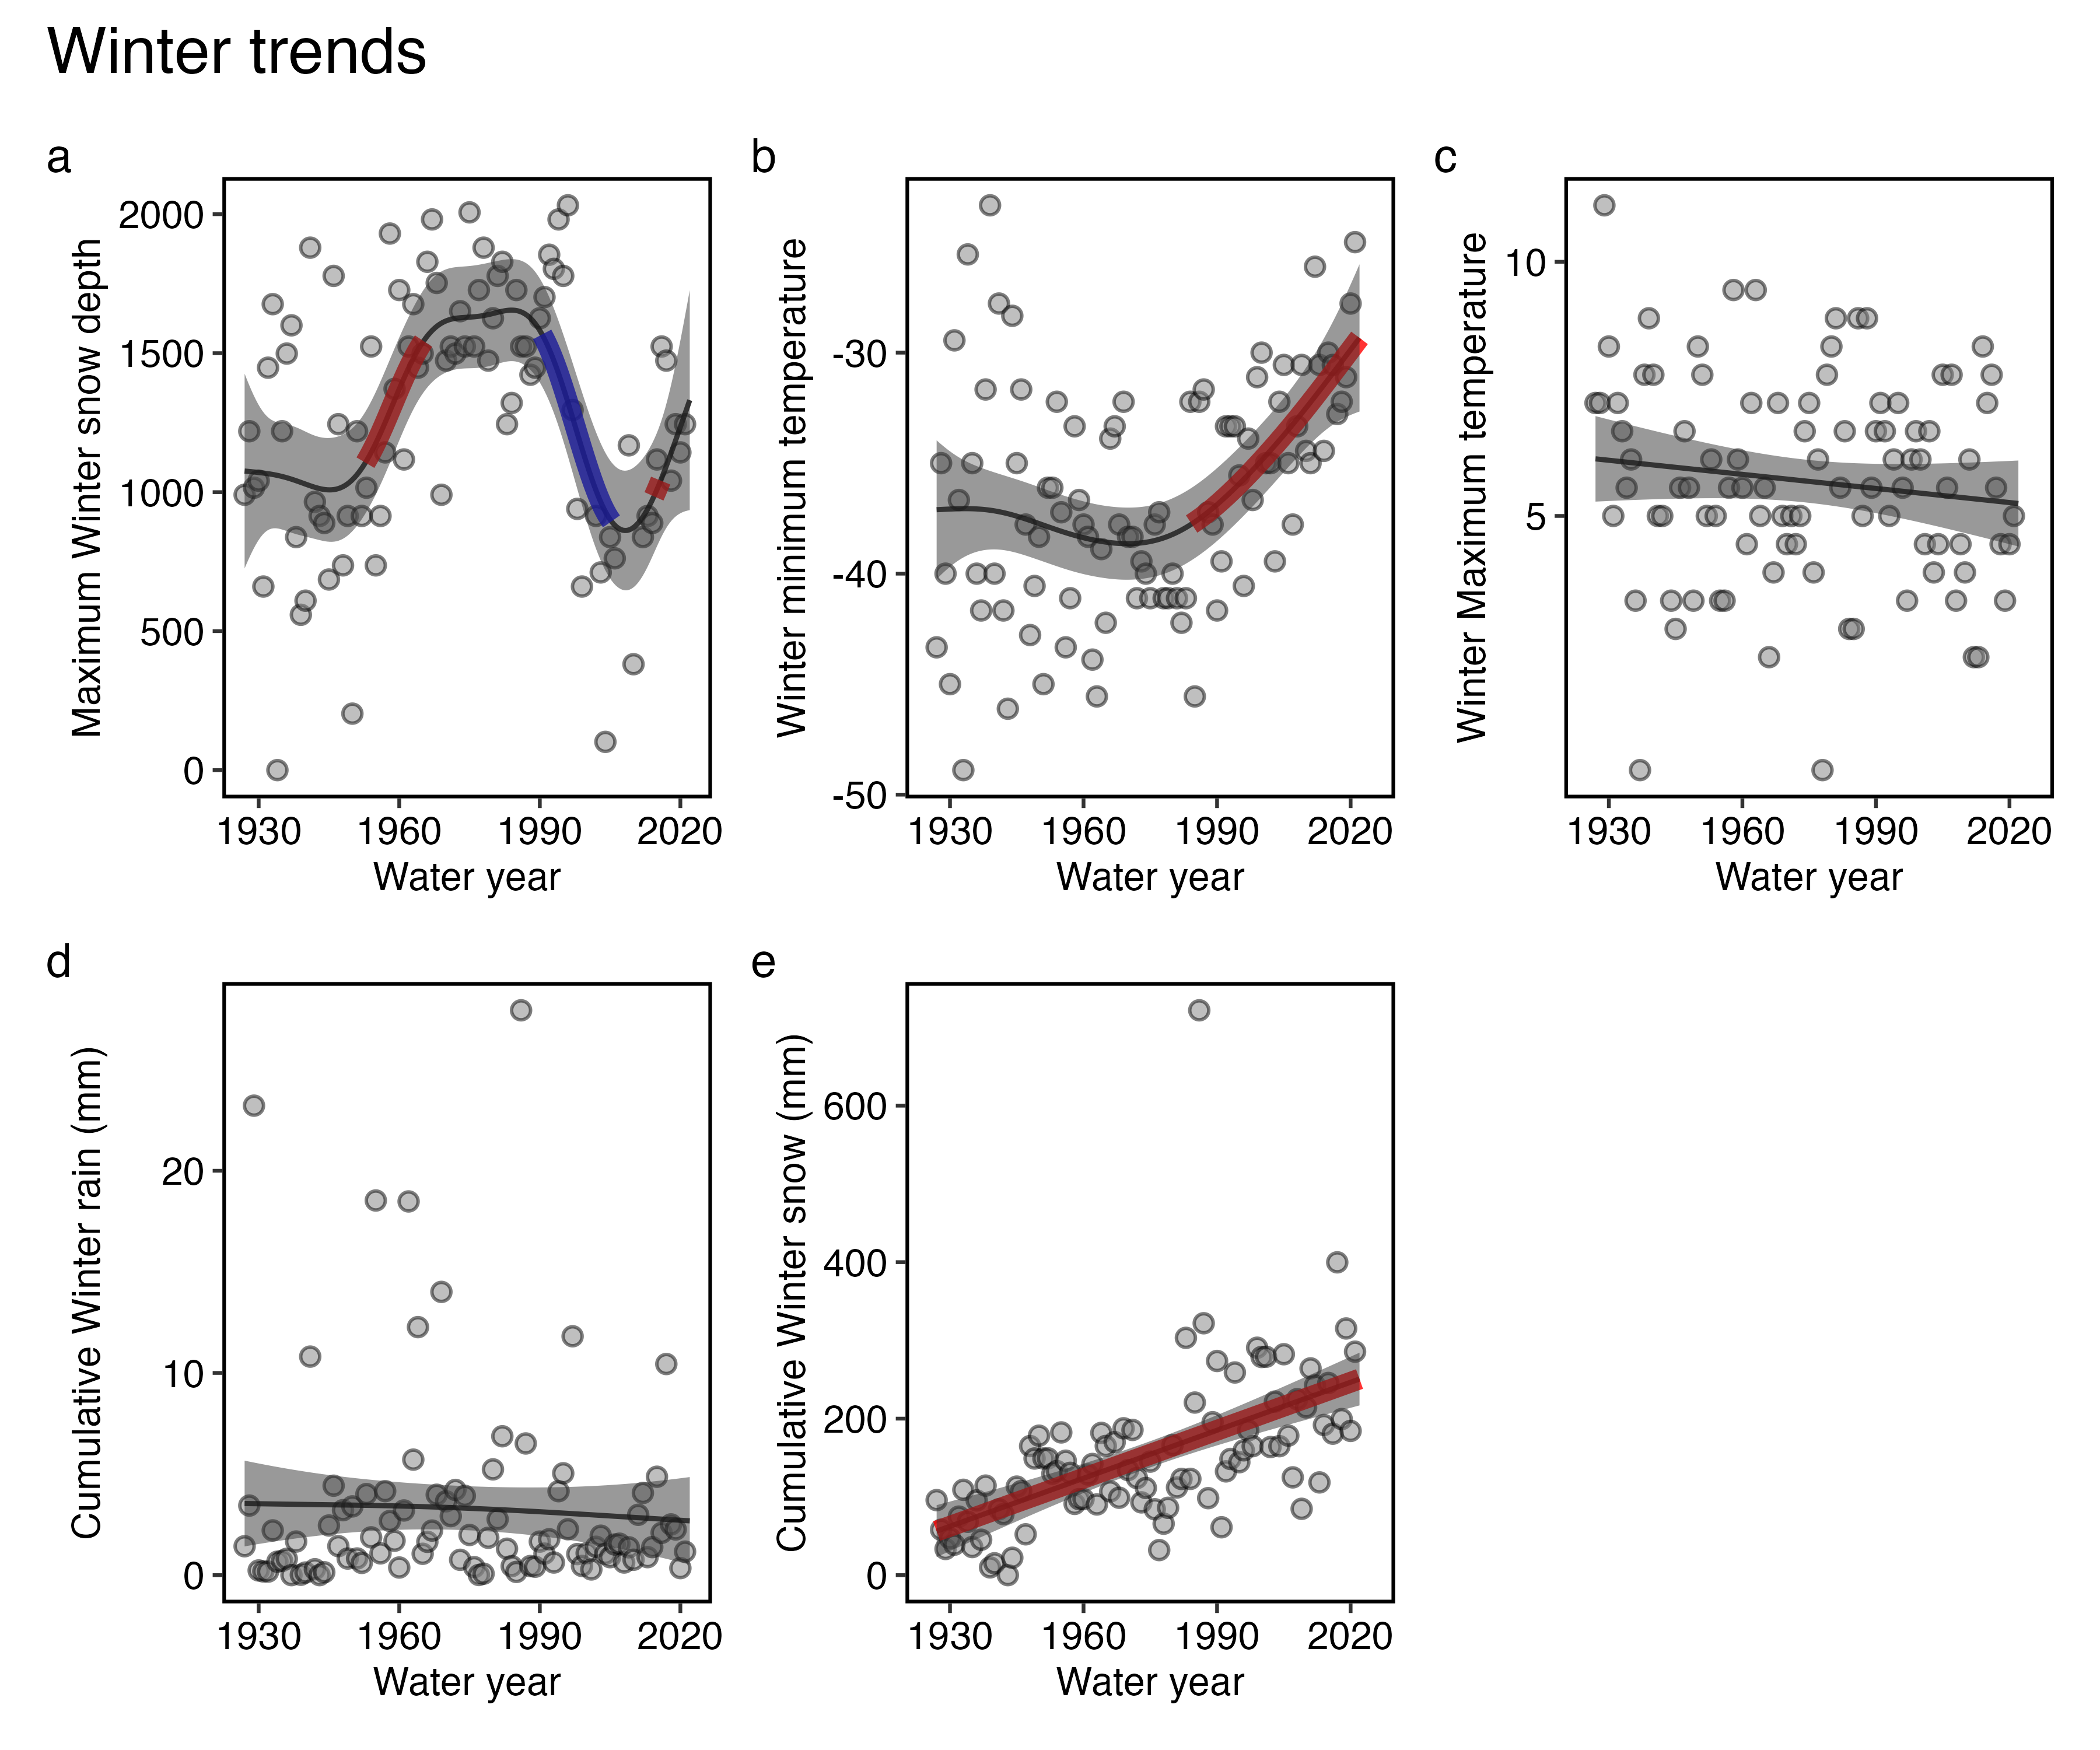 Winter trends
a
Maximum Winter snow depth
2000
1500
1000
500
0
1930 1960 1990 2020
Water year
b
Winter minimum temperature
-30
-40
-50
1930 1960 1990 2020
Water year
c
Winter Maximum temperature
10
5
1930 1960 1990 2020
Water year
d
Cumulative Winter rain (mm)
20
10
0
1930 1960 1990 2020
Water year
e
Cumulative Winter snow (mm)
600
400
200
0
1930 1960 1990 2020
Water year